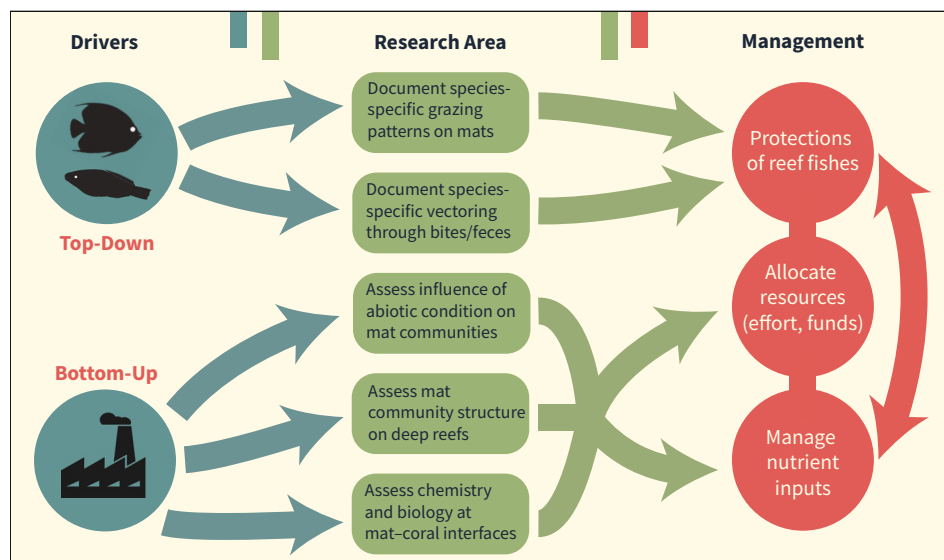 Drivers
Research Area
Management
Document species-
specific grazing
patterns on mats
Document species-
specific vectoring
through bites/feces
Top-Down
Assess influence of
abiotic condition on
mat communities
Bottom-Up
Assess mat
community structure
on deep reefs
Assess chemistry
and biology at
mat–coral interfaces
Protections
of reef fishes
Allocate
resources
(effort, funds)
Manage
nutrient
inputs